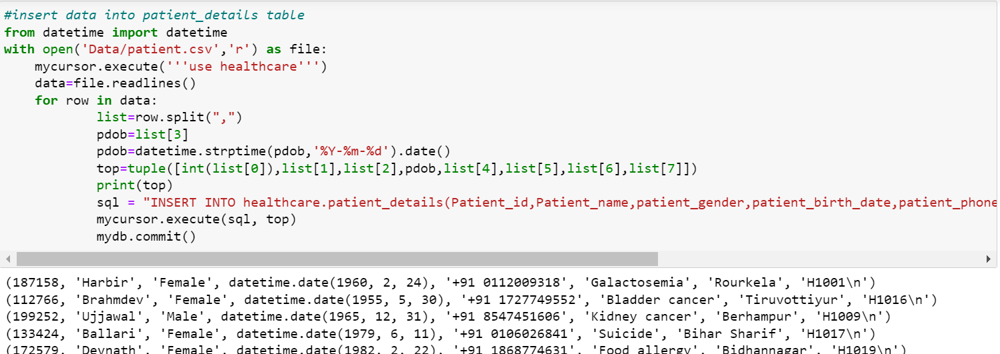 #insert data into patient_details table
from datetime import datetime
with open('Data/patient.csv','r') as file:
    mycursor.execute('''use healthcare''')
    data=file.readlines()
    for row in data:
            list=row.split(",")
            pdob=list[3]
            pdob=datetime.strptime(pdob,'%Y-%m-%d').date()
            top=tuple([int(list[0]),list[1],list[2],pdob,list[4],list[5],list[6],list[7]])
            print(top)
            sql = "INSERT INTO healthcare.patient_details(Patient_id,Patient_name,patient_gender,patient_birth_date,patient_phone
            mycursor.execute(sql, top)
            mydb.commit()
(187158, 'Harbir', 'Female', datetime.date(1960, 2, 24), '+91 0112009318', 'Galactosemia', 'Rourkela', 'H1001\n')
(112766, 'Brahmdev', 'Female', datetime.date(1955, 5, 30), '+91 1727749552', 'Bladder cancer', 'Tiruvottiyur', 'H1016\n')
(199252, 'Ujjawal', 'Male', datetime.date(1965, 12, 31), '+91 8547451606', 'Kidney cancer', 'Berhampur', 'H1009\n')
(133424, 'Ballari', 'Female', datetime.date(1979, 6, 11), '+91 0106026841', 'Suicide', 'Bihar Sharif', 'H1017\n')
(172579, 'Devnath', 'Female', datetime.date(1982, 2, 22), '+91 1868774631', 'Food allergy', 'Bidhannagar', 'H1019\n')